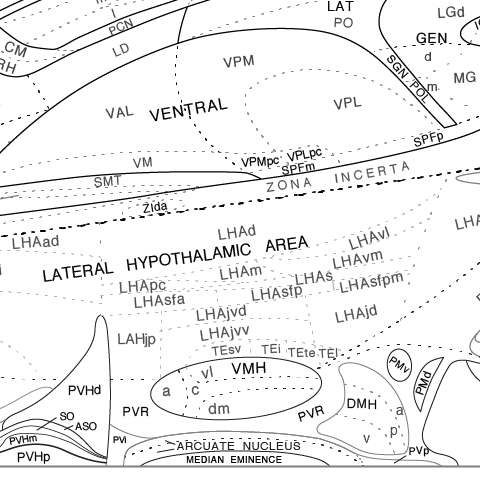 LAT
LGd
PCN
PO
CM
RH
LD
GEN
d
VPM
SGN
POL
MG
m
VAL
VENTRAL
VPL
SPFp
VM
VPMpc
VPLpc
SPFm
SMT
ZONA INCERTA
ZIda
LHAad
LHAd
LHAvl
LHA
LATERAL HYPOTHALAMIC AREA
LHAvm
LHApc
LHAm
LHAs
LHAsfpm
LHAsfa
LHAsfp
LHAjvd
LHAjd
LHAjvv
LAHjp
TEsv
TEi
TEte
TEl
PMv
vl
VMH
PMd
PVHd
a
c
dm
PVR
PVR
DMH
a
SO
ASO
p
PVHm
PVi
v
ARCUATE NUCLEUS
PVp
PVHp
MEDIAN EMINENCE